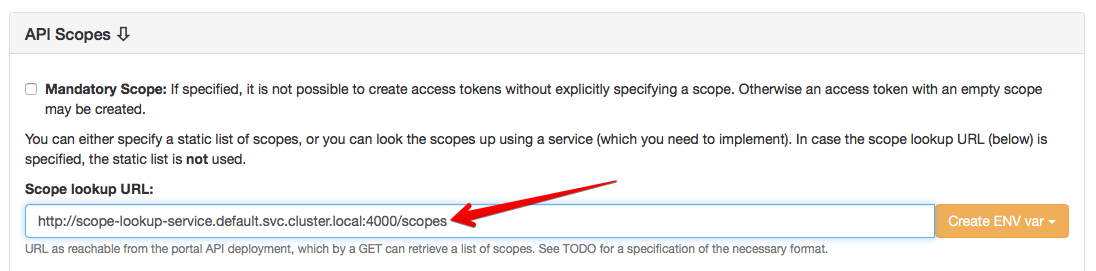 API Scopes
Mandatory Scope: If specified, it is not possible to create access tokens without explicitly specifying a scope. Otherwise an access token with an empty scope
may be created.
You can either specify a static list of scopes, or you can look the scopes up using a service (which you need to implement). In case the scope lookup URL (below) is
specified, the static list is not used.
Scope lookup URL:
http://scope-lookup-service.default.svc.cluster.local:4000/scopes
Create ENV var
URL as reachable from the portal API deployment, which by a GET can retrieve a list of scopes. See TODO for a specification of the necessary format.